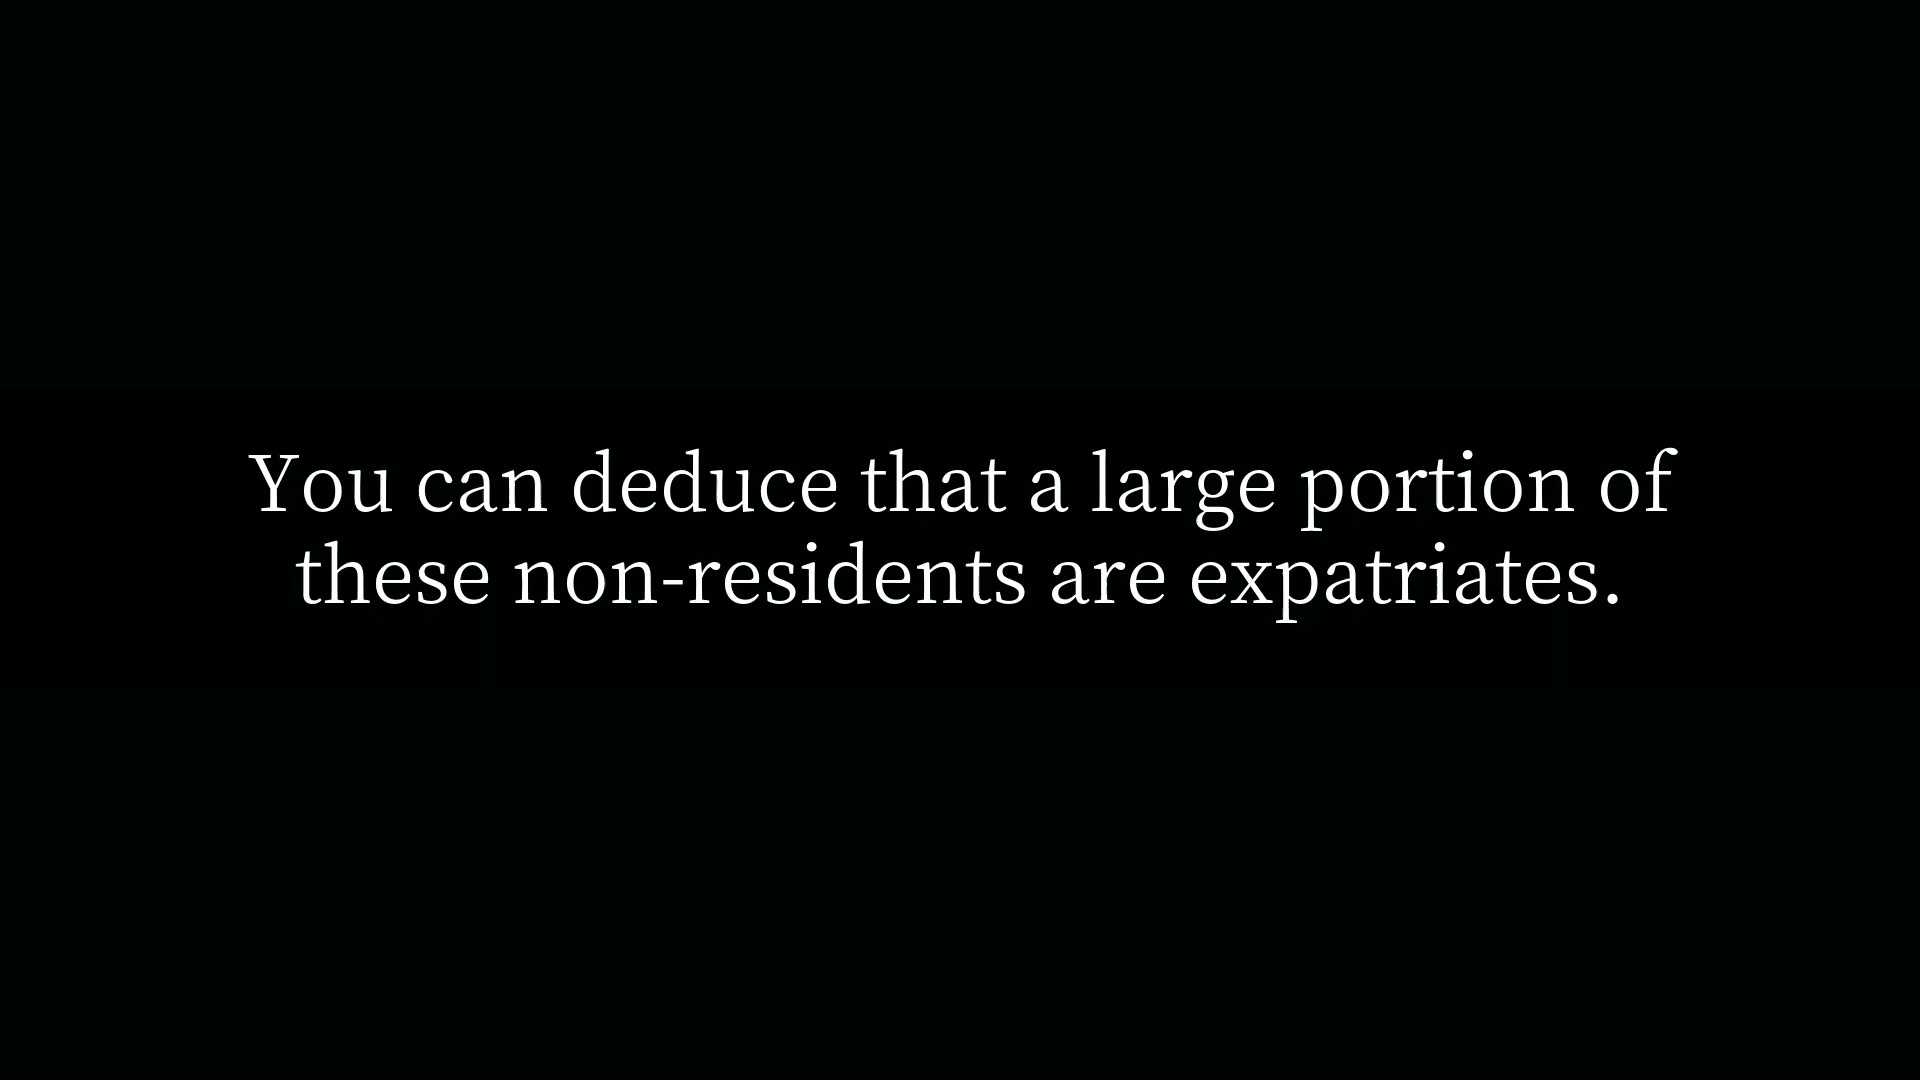 You can deduce that a large portion of
these non-residents are expatriates.